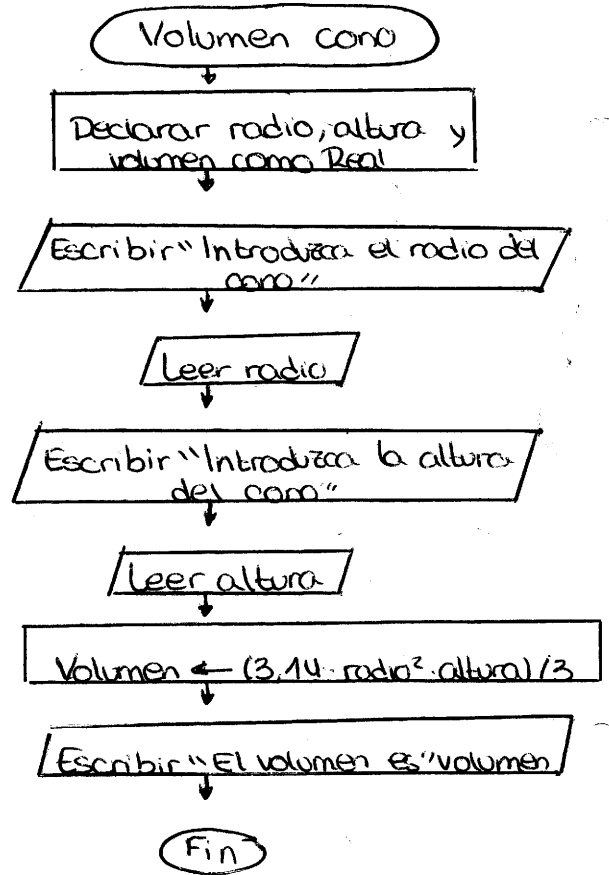 Volumen cono
Declarar radio, altura y
volumen como Real
Escribir "Introduzca el radio del
cono"
Leer radio
Escribir "Introduzca la altura
del cono"
Leer altura
Volumen ← (3.14 · radio² · altura) / 3
Escribir "El volumen es" volumen
Fin